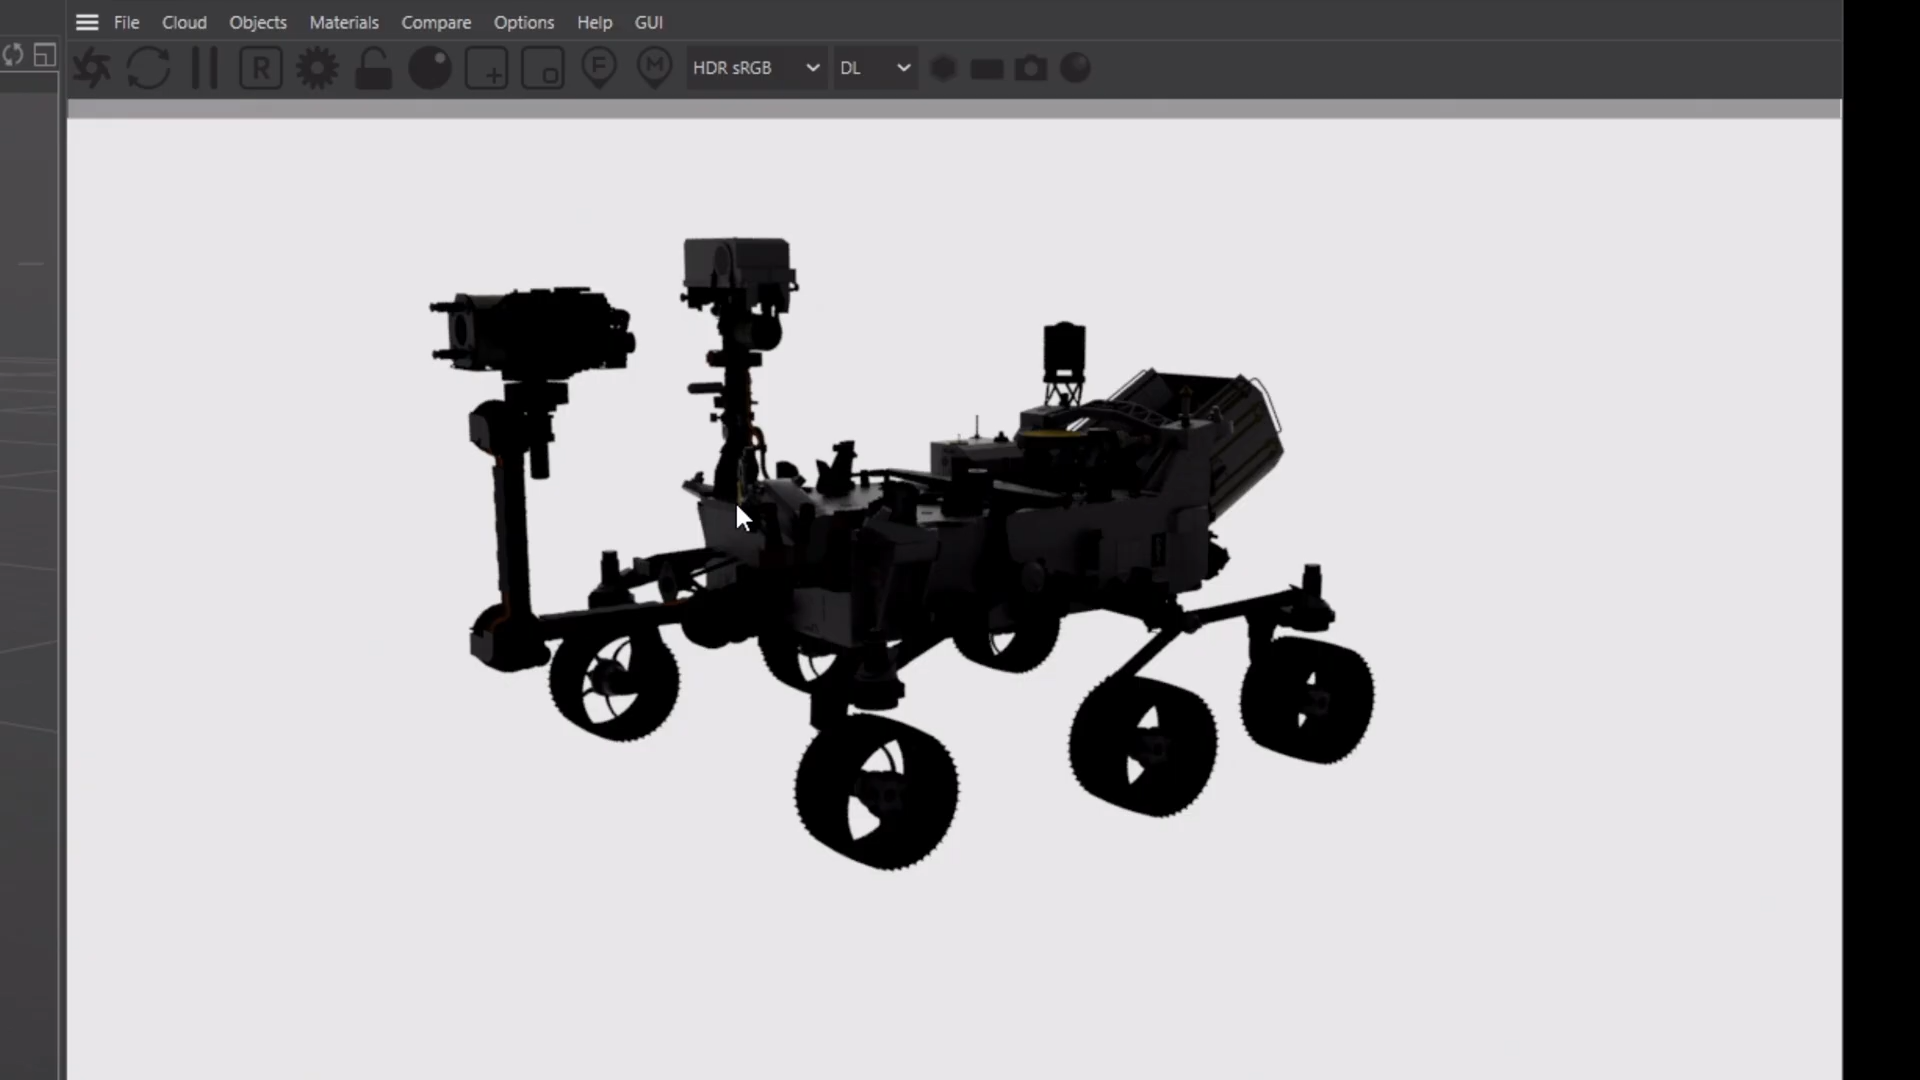 File Cloud Objects Materials Compare Options Help GUI
R F M HDR sRGB DL